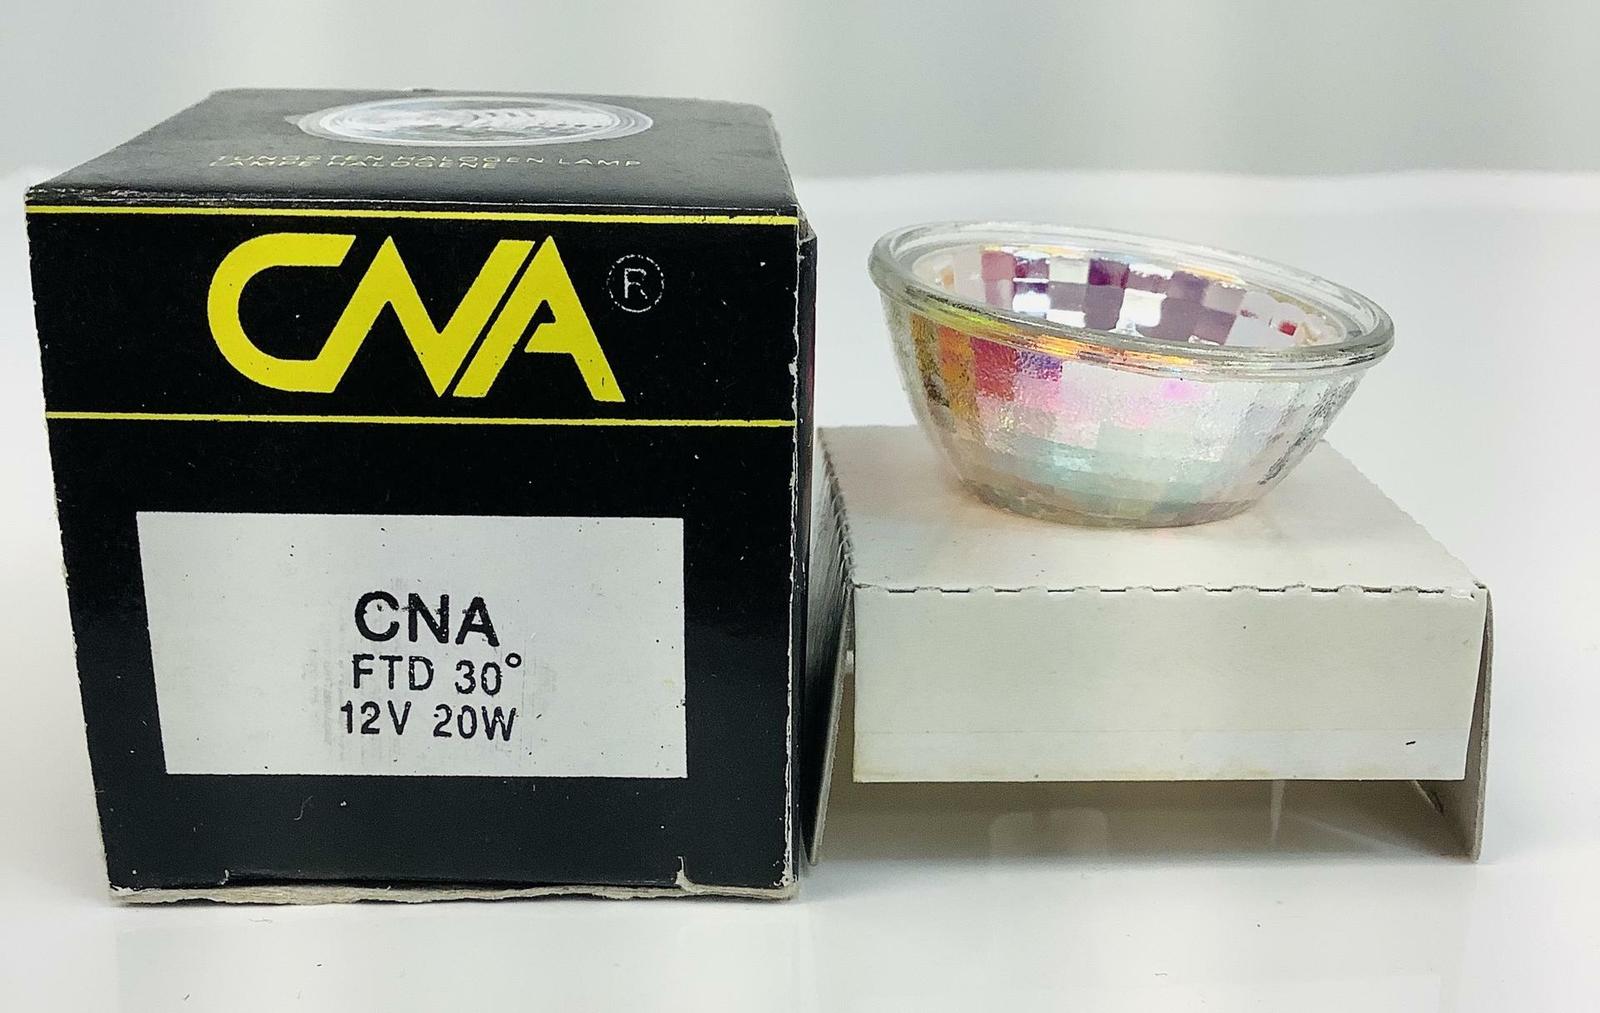 TUNGSTEN HALOGEN LAMP
LAMPE HALOGENE
CNA ®
CNA
FTD 30°
12V 20W